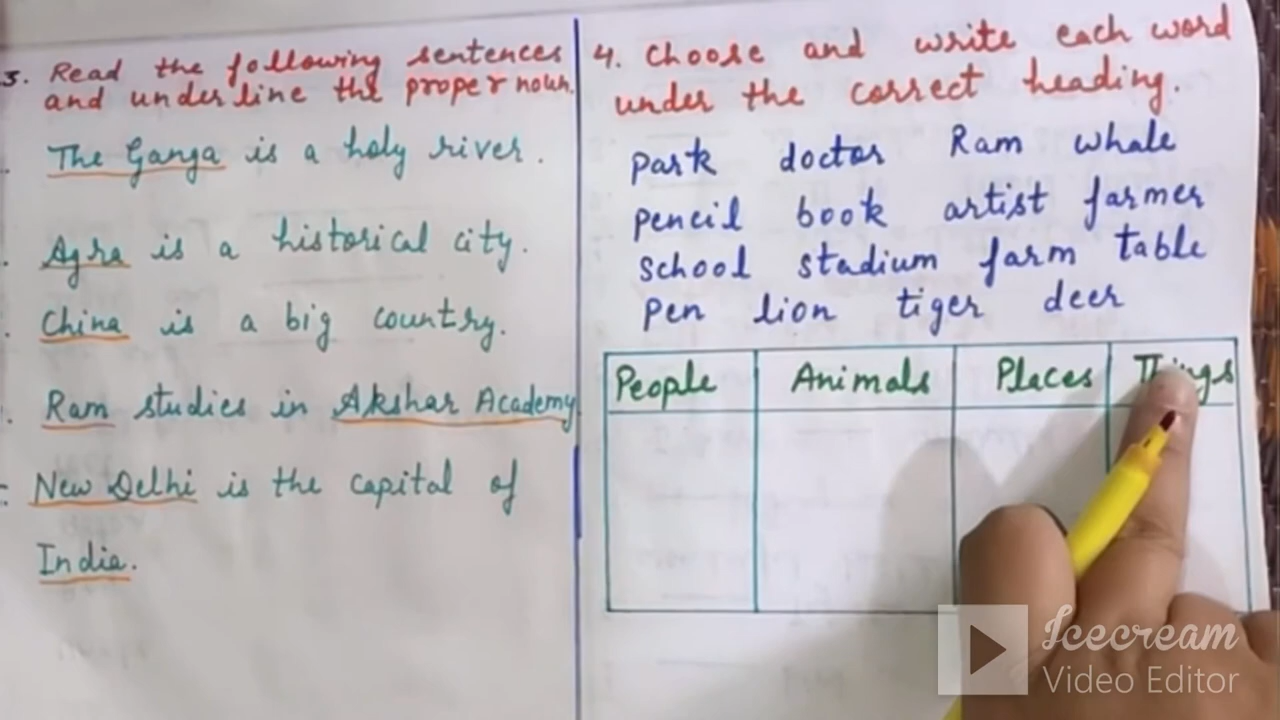 3. Read the following sentences
and underline the proper noun.
The Ganga is a holy river.
Agra is a historical city.
China is a big country.
Ram studies in Akshar Academy
New Delhi is the capital of
India.
4. Choose and write each word
under the correct heading.
park doctor Ram whale
pencil book artist farmer
school stadium farm table
pen lion tiger deer
People Animals Places Things
Icecream
Video Editor